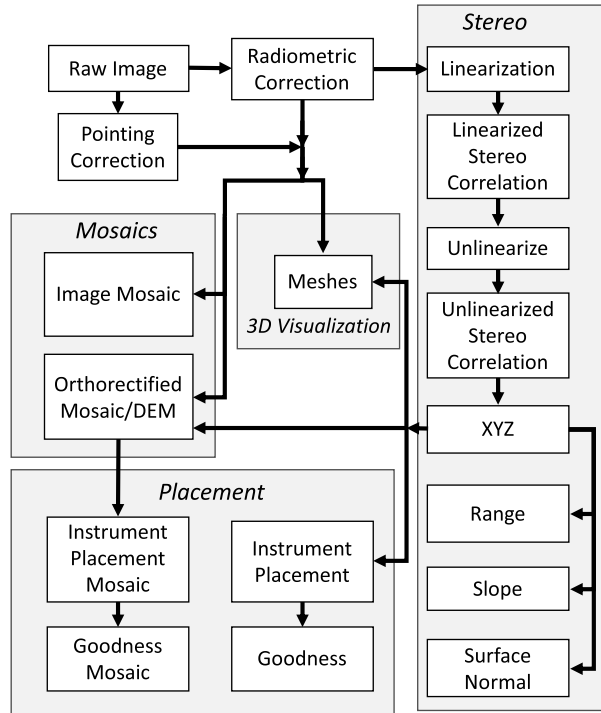 Stereo
Raw Image
Radiometric
Correction
Linearization
Pointing
Correction
Linearized
Stereo
Correlation
Mosaics
Unlinearize
Image Mosaic
Meshes
3D Visualization
Unlinearized
Stereo
Correlation
Orthorectified
Mosaic/DEM
XYZ
Placement
Range
Instrument
Placement
Mosaic
Instrument
Placement
Slope
Goodness
Mosaic
Goodness
Surface
Normal